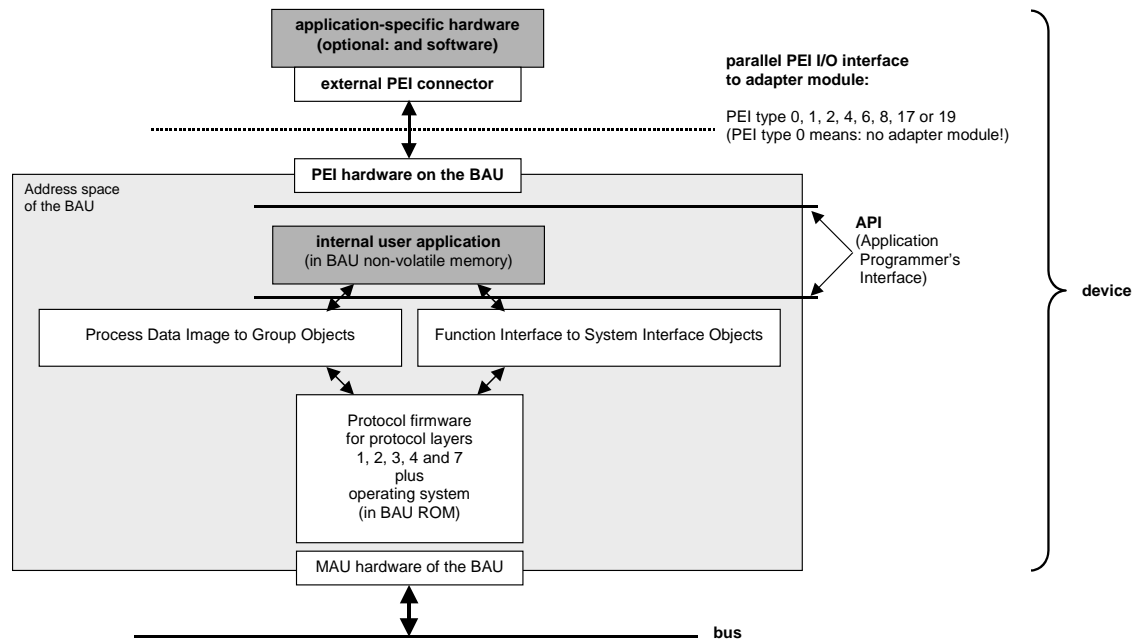 application-specific hardware
(optional: and software)
external PEI connector
parallel PEI I/O interface
to adapter module:
PEI type 0, 1, 2, 4, 6, 8, 17 or 19
(PEI type 0 means: no adapter module!)
PEI hardware on the BAU
Address space
of the BAU
API
(Application
Programmer's
Interface)
internal user application
(in BAU non-volatile memory)
device
Process Data Image to Group Objects
Function Interface to System Interface Objects
Protocol firmware
for protocol layers
1, 2, 3, 4 and 7
plus
operating system
(in BAU ROM)
MAU hardware of the BAU
bus